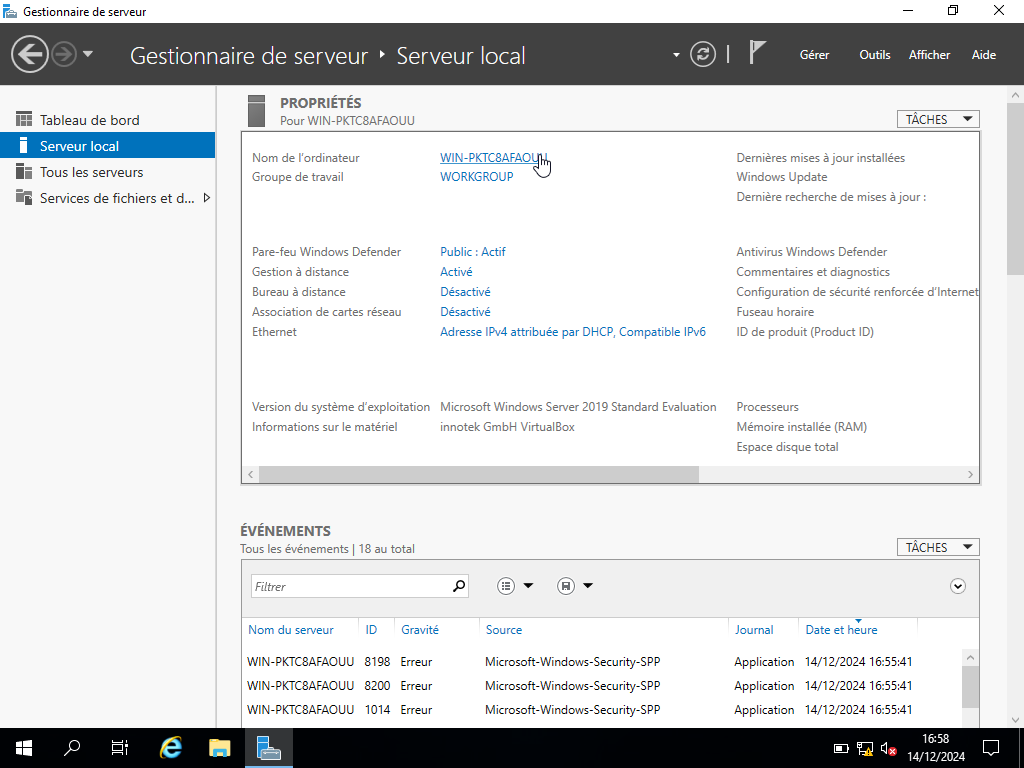 Gestionnaire de serveur
Gestionnaire de serveur ‣ Serveur local
Gérer Outils Afficher Aide
Tableau de bord
Serveur local
Tous les serveurs
Services de fichiers et d...
PROPRIÉTÉS
Pour WIN-PKTC8AFAOUU
TÂCHES
Nom de l'ordinateur WIN-PKTC8AFAOUU Dernières mises à jour installées
Groupe de travail WORKGROUP Windows Update
Dernière recherche de mises à jour :
Pare-feu Windows Defender Public : Actif Antivirus Windows Defender
Gestion à distance Activé Commentaires et diagnostics
Bureau à distance Désactivé Configuration de sécurité renforcée d'Internet
Association de cartes réseau Désactivé Fuseau horaire
Ethernet Adresse IPv4 attribuée par DHCP, Compatible IPv6 ID de produit (Product ID)
Version du système d'exploitation Microsoft Windows Server 2019 Standard Evaluation Processeurs
Informations sur le matériel innotek GmbH VirtualBox Mémoire installée (RAM)
Espace disque total
ÉVÉNEMENTS
Tous les événements | 18 au total
TÂCHES
Filtrer
Nom du serveur ID Gravité Source Journal Date et heure
WIN-PKTC8AFAOUU 8198 Erreur Microsoft-Windows-Security-SPP Application 14/12/2024 16:55:41
WIN-PKTC8AFAOUU 8200 Erreur Microsoft-Windows-Security-SPP Application 14/12/2024 16:55:41
WIN-PKTC8AFAOUU 1014 Erreur Microsoft-Windows-Security-SPP Application 14/12/2024 16:55:41
16:58
14/12/2024